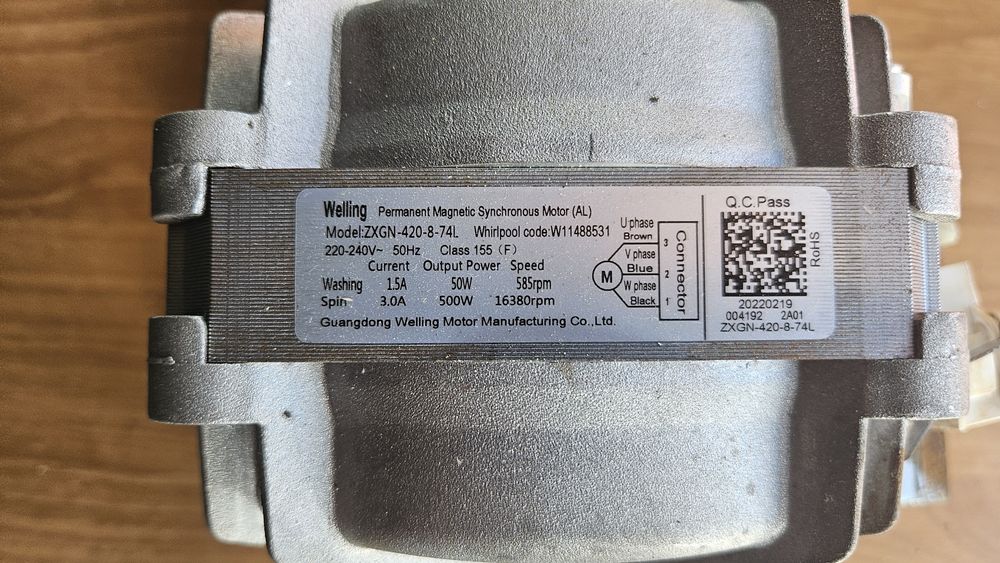 Welling Permanent Magnetic Synchronous Motor (AL)
Model:ZXGN-420-8-74L Whirlpool code:W11488531
220-240V~ 50Hz Class 155 (F)
Current Output Power Speed
Washing 1.5A 50W 585rpm
Spin 3.0A 500W 16380rpm
Guangdong Welling Motor Manufacturing Co.,Ltd.
U phase
Brown 3
V phase
Blue 2
W phase
Black 1
M
Connector
Q.C.Pass
RoHS
20220219
004192 2A01
ZXGN-420-8-74L